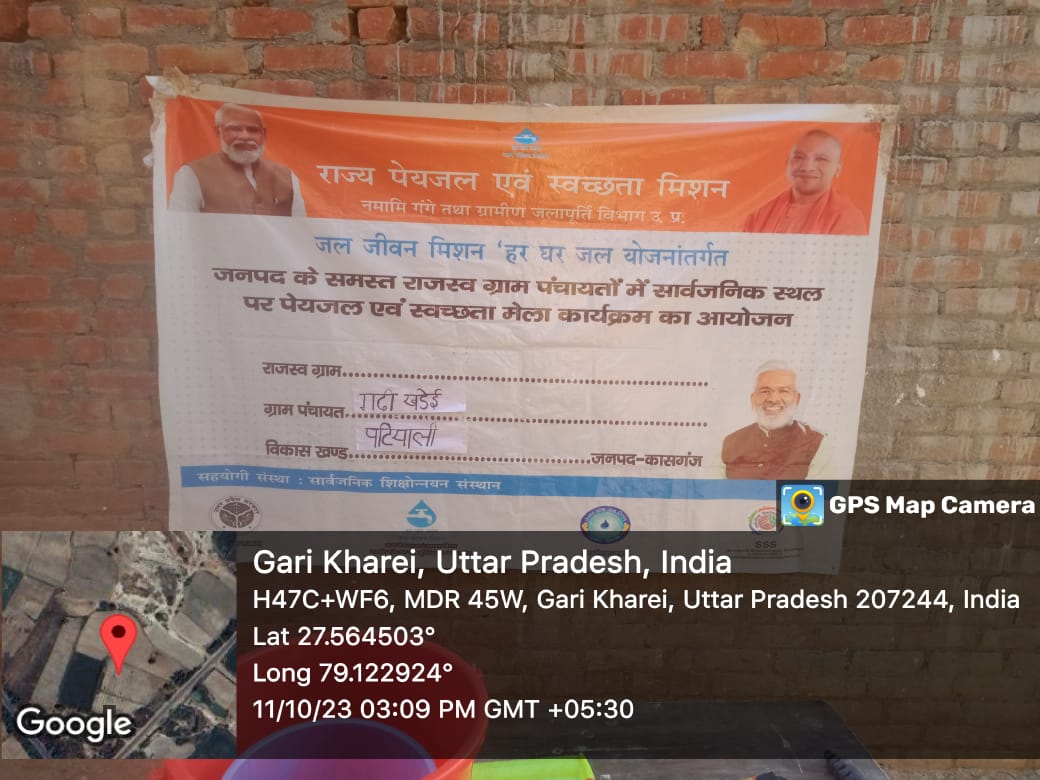 राज्य पेयजल एवं स्वच्छता मिशन
नमामि गंगे तथा ग्रामीण जलापूर्ति विभाग उ. प्र.
जल जीवन मिशन 'हर घर जल योजनांतर्गत
जनपद के समस्त राजस्व ग्राम पंचायतों में सार्वजनिक स्थल
पर पेयजल एवं स्वच्छता मेला कार्यक्रम का आयोजन
राजस्व ग्राम
ग्राम पंचायत गढी खडेई
विकास खण्ड पटियाली जनपद-कासगंज
सहयोगी संस्था : सार्वजनिक शिक्षोन्नयन संस्थान
SSS
GPS Map Camera
Gari Kharei, Uttar Pradesh, India
H47C+WF6, MDR 45W, Gari Kharei, Uttar Pradesh 207244, India
Lat 27.564503°
Long 79.122924°
11/10/23 03:09 PM GMT +05:30
Google